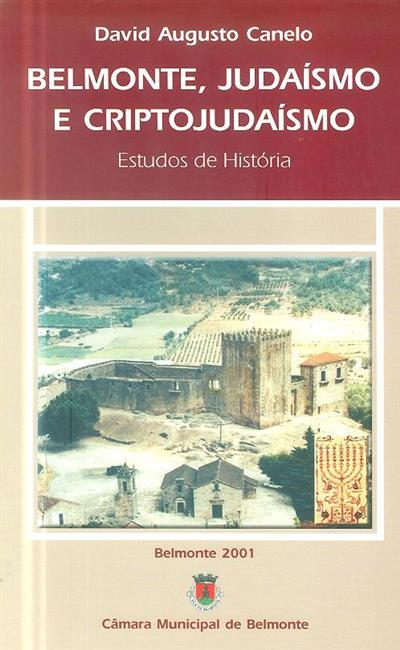 David Augusto Canelo
BELMONTE, JUDAÍSMO
E CRIPTOJUDAÍSMO
Estudos de História
Belmonte 2001
Câmara Municipal de Belmonte